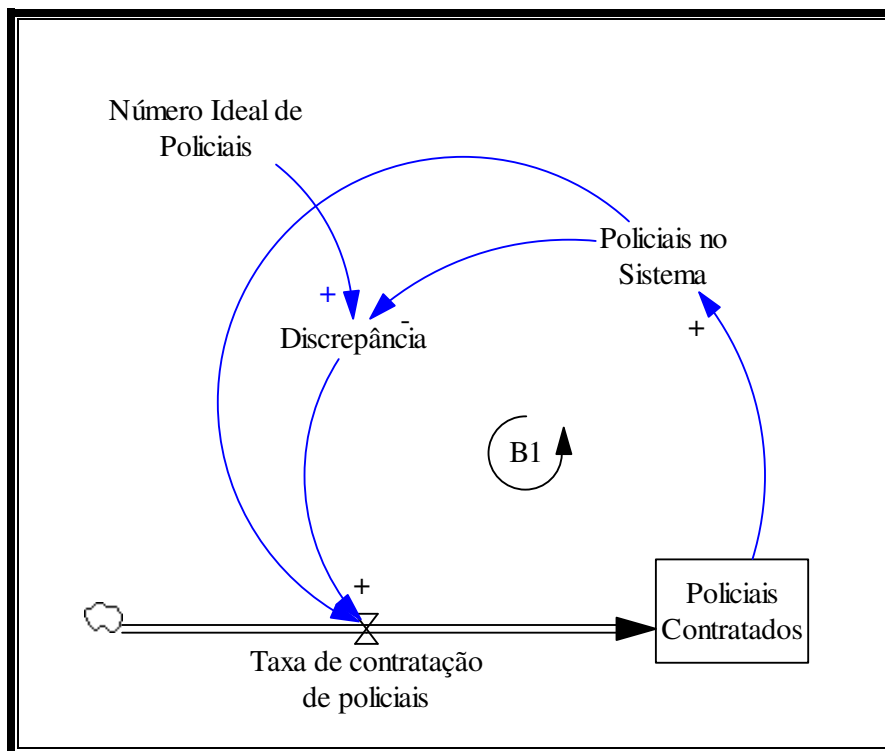 Número Ideal de
Policiais
Policiais no
Sistema
+
-
+
Discrepância
B1
+
Policiais
Contratados
Taxa de contratação
de policiais